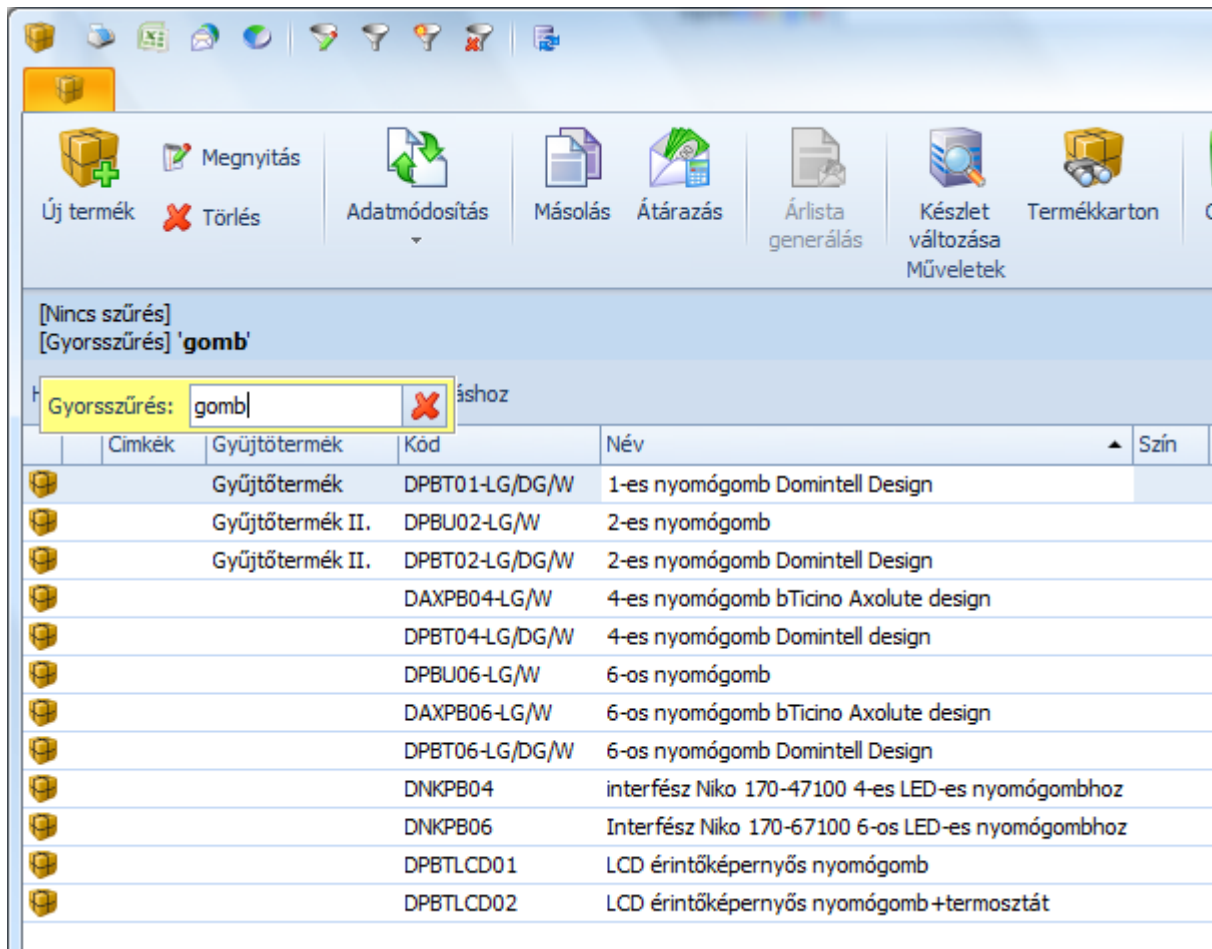 Megnyitás
Új termék
Törlés
Adatmódosítás
Másolás
Átárazás
Árlista
generálás
Készlet
változása
Termékkarton
Műveletek
[Nincs szűrés]
[Gyorsszűrés] 'gomb'
Gyorsszűrés: gomb
áshoz
Címkék Gyűjtőtermék Kód Név Szín
Gyűjtőtermék DPBT01-LG/DG/W 1-es nyomógomb Domintell Design
Gyűjtőtermék II. DPBU02-LG/W 2-es nyomógomb
Gyűjtőtermék II. DPBT02-LG/DG/W 2-es nyomógomb Domintell Design
DAXPB04-LG/W 4-es nyomógomb bTicino Axolute design
DPBT04-LG/DG/W 4-es nyomógomb Domintell design
DPBU06-LG/W 6-os nyomógomb
DAXPB06-LG/W 6-os nyomógomb bTicino Axolute design
DPBT06-LG/DG/W 6-os nyomógomb Domintell Design
DNKPB04 interfész Niko 170-47100 4-es LED-es nyomógombhoz
DNKPB06 Interfész Niko 170-67100 6-os LED-es nyomógombhoz
DPBTLCD01 LCD érintőképernyős nyomógomb
DPBTLCD02 LCD érintőképernyős nyomógomb+termosztát